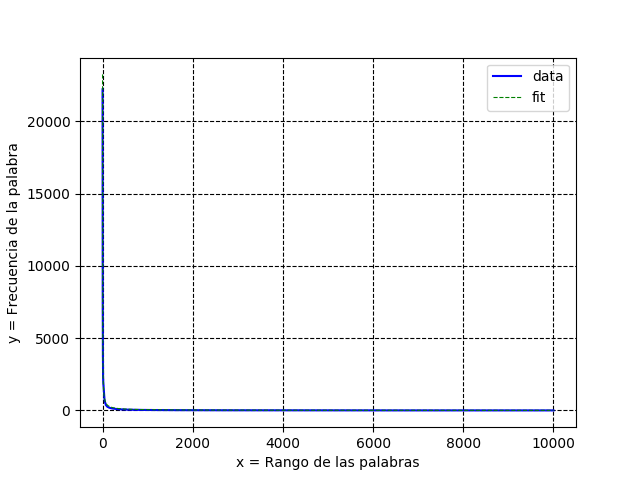 data
fit
20000
15000
10000
5000
0
y = Frecuencia de la palabra
0 2000 4000 6000 8000 10000
x = Rango de las palabras